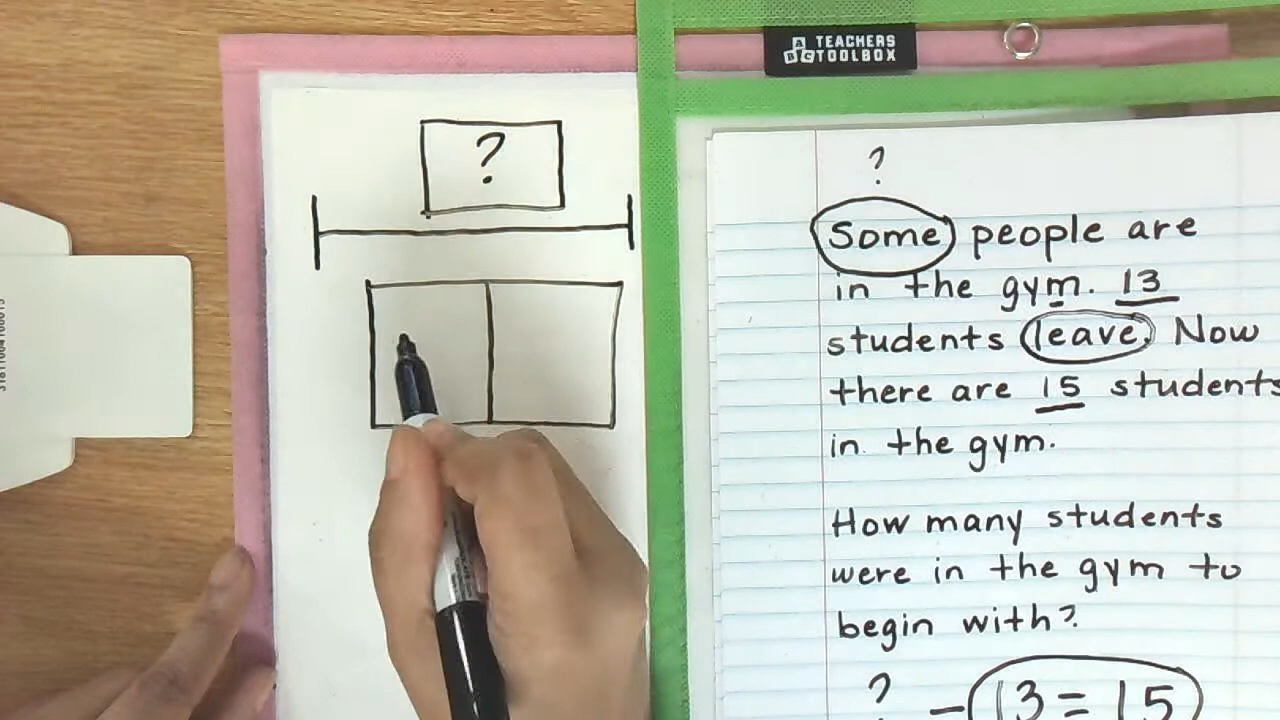 TEACHERS
ABC TOOLBOX
?
?
Some people are
in the gym. 13
students leave. Now
there are 15 students
in the gym.
How many students
were in the gym to
begin with?
? - 13 = 15